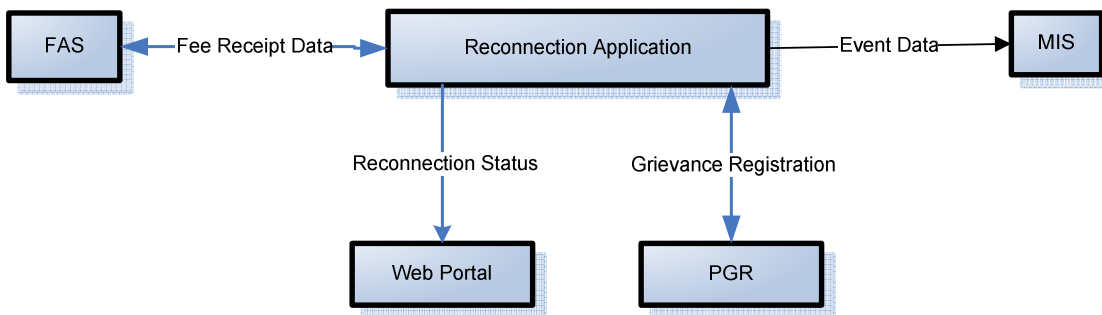 FAS
Fee Receipt Data
Reconnection Application
Event Data
MIS
Reconnection Status
Grievance Registration
Web Portal
PGR